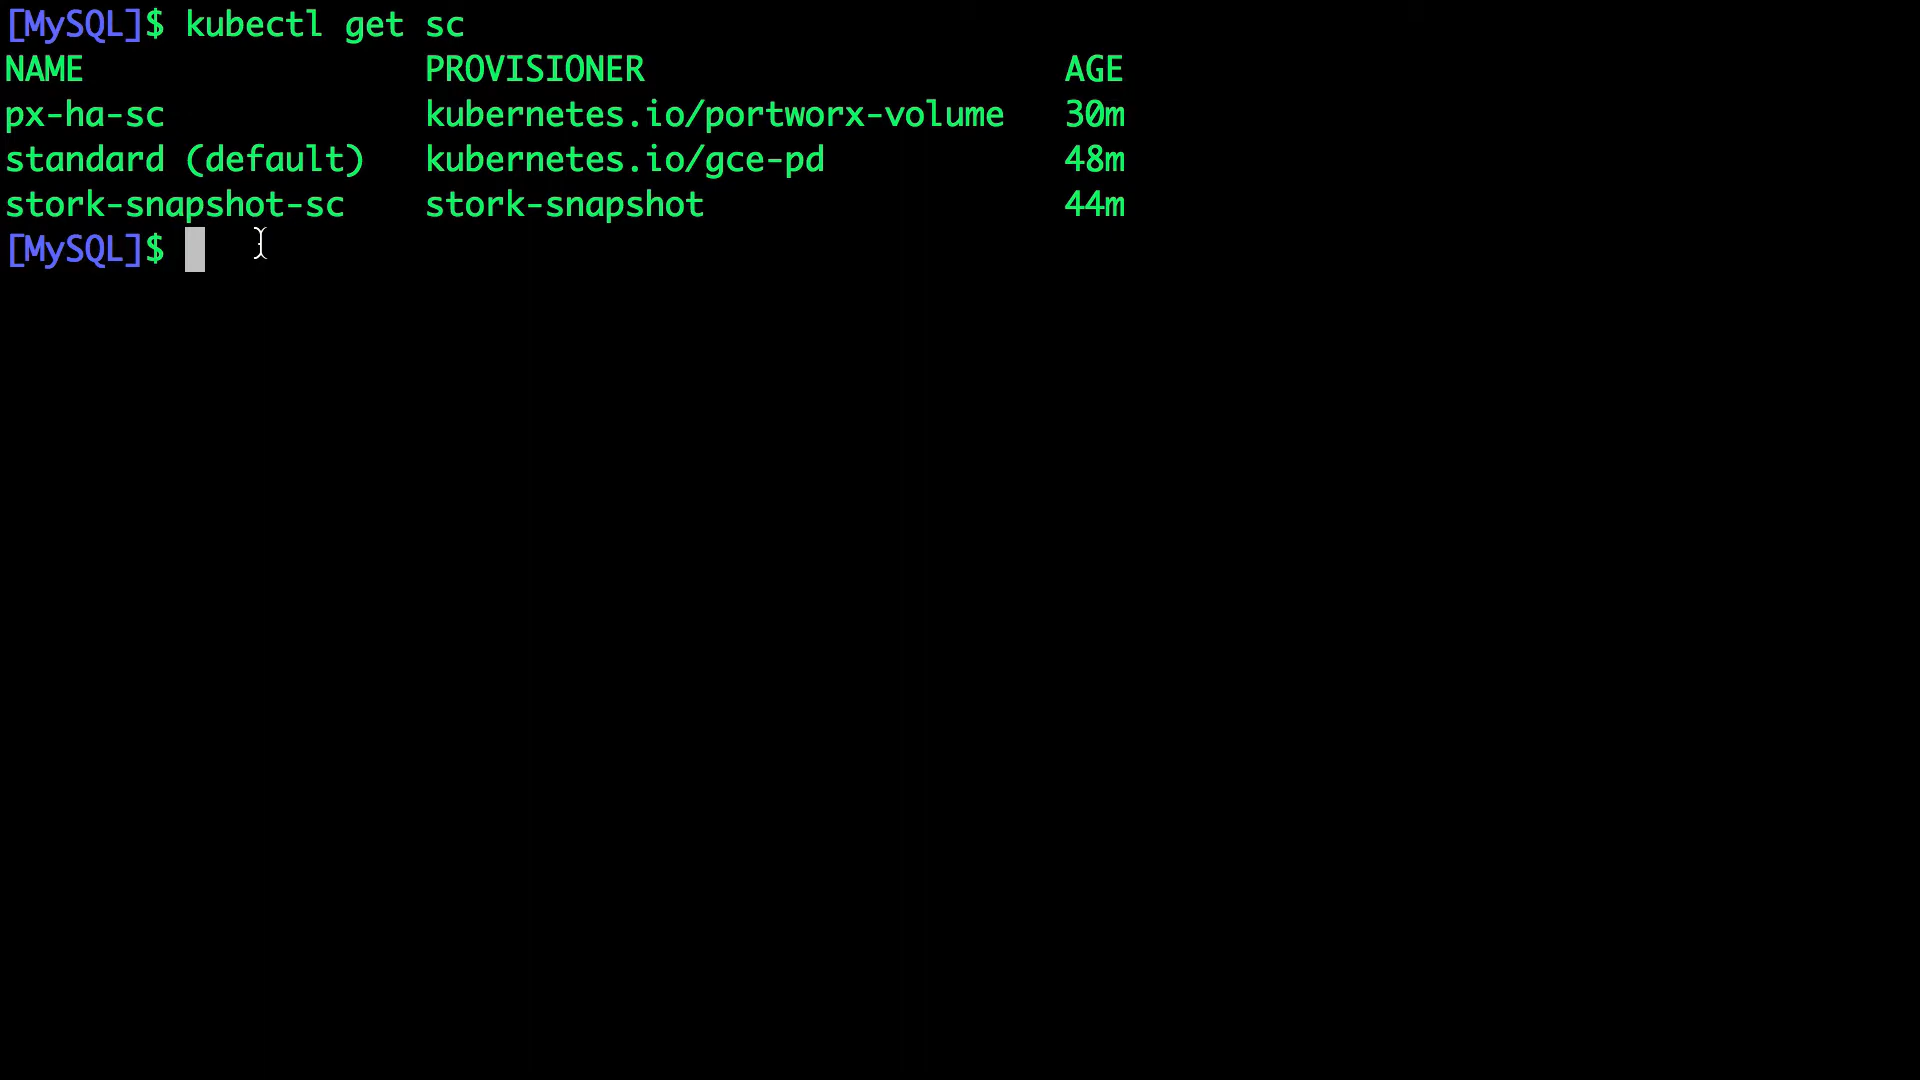 [MySQL]$ kubectl get sc
NAME                 PROVISIONER                     AGE
px-ha-sc             kubernetes.io/portworx-volume   30m
standard (default)   kubernetes.io/gce-pd            48m
stork-snapshot-sc    stork-snapshot                  44m
[MySQL]$